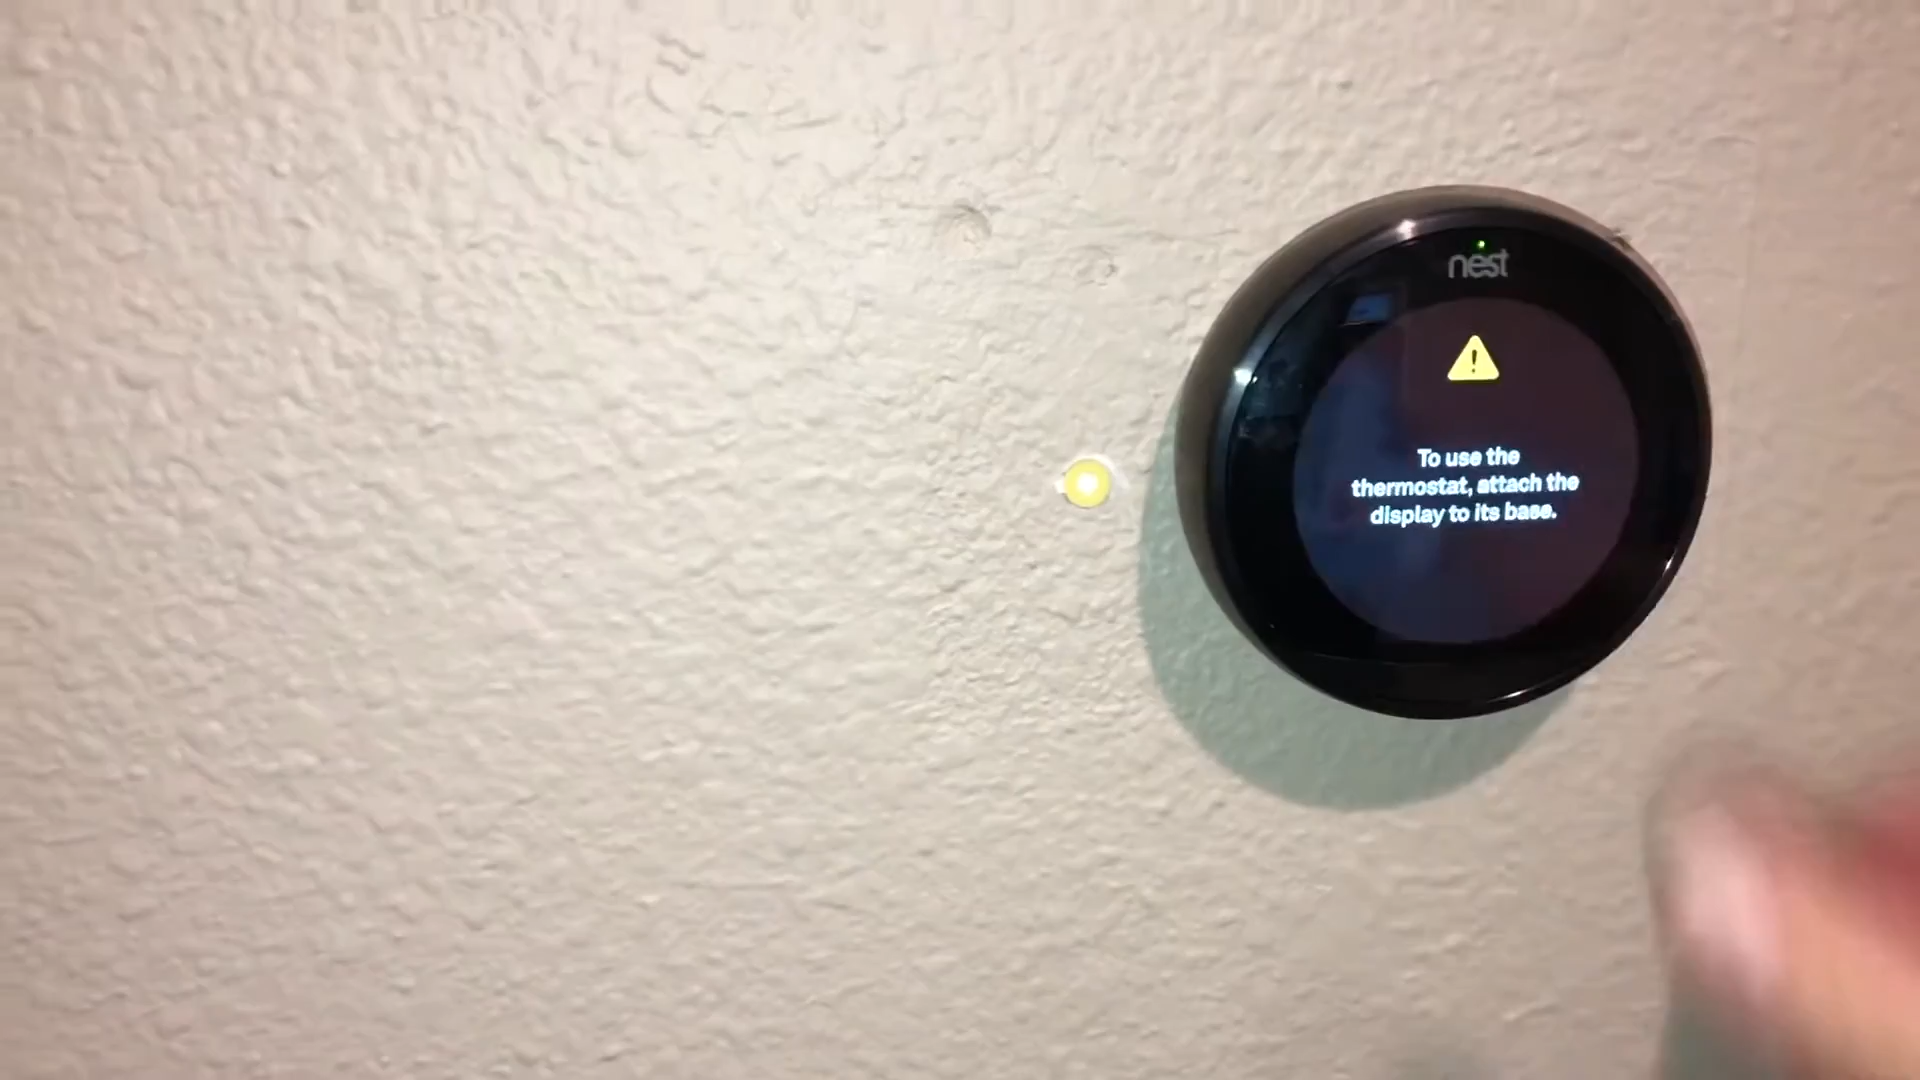 nest
To use the
thermostat, attach the
display to its base.